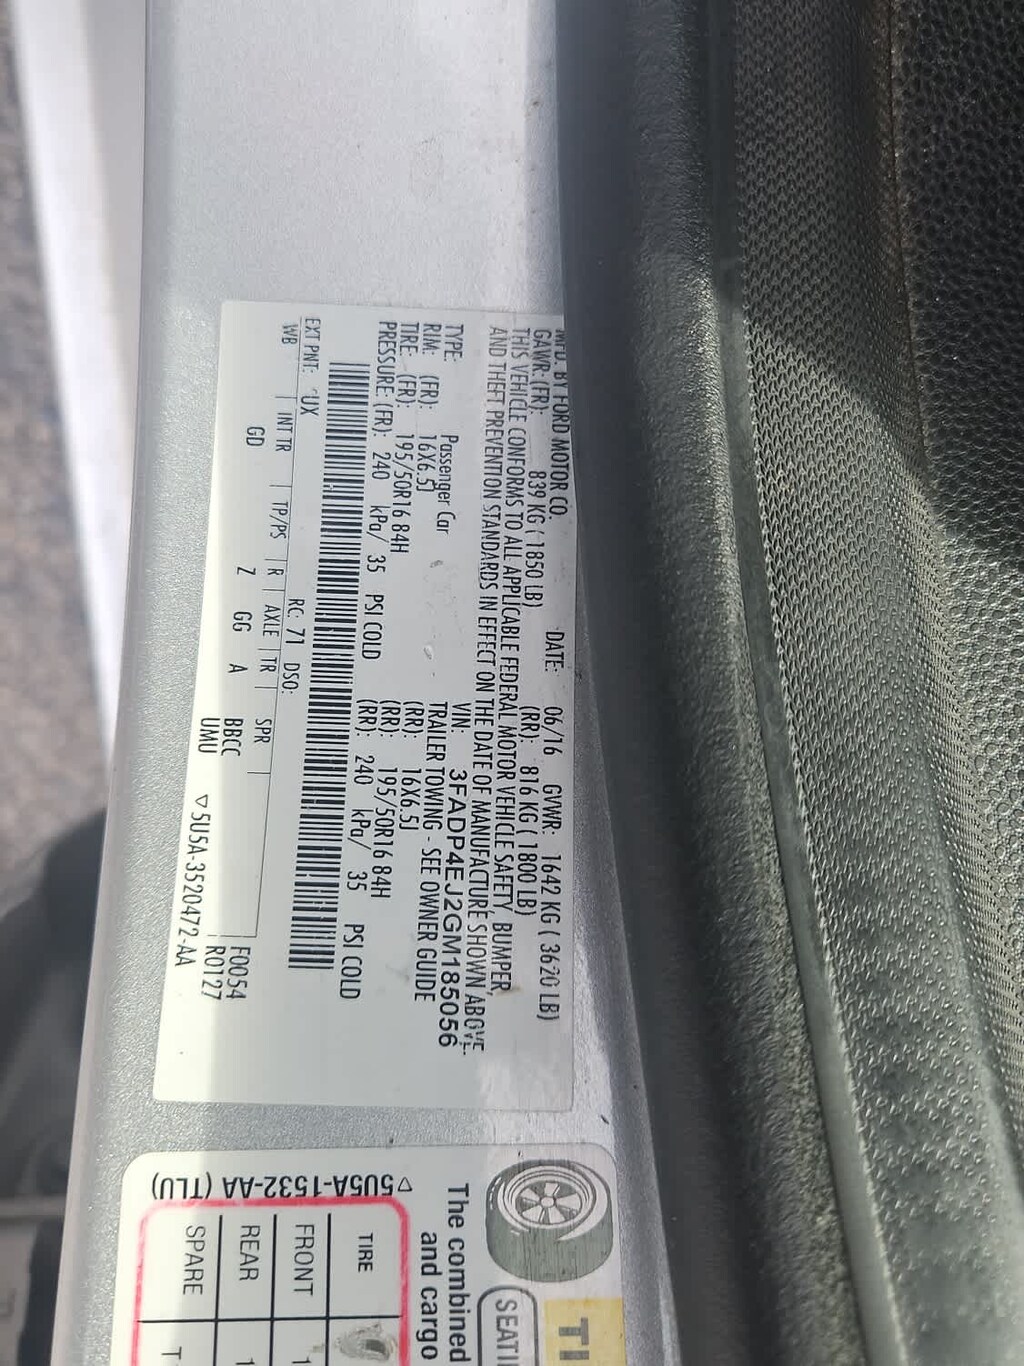 MFD. BY FORD MOTOR CO.
DATE: 06/16 GVWR: 1642 KG ( 3620 LB)
GAWR: (FR): 839 KG ( 1850 LB) (RR): 816 KG ( 1800 LB)
THIS VEHICLE CONFORMS TO ALL APPLICABLE FEDERAL MOTOR VEHICLE SAFETY, BUMPER,
AND THEFT PREVENTION STANDARDS IN EFFECT ON THE DATE OF MANUFACTURE SHOWN ABOVE.
VIN: 3FADP4EJ2GM185056
TYPE: Passenger Car TRAILER TOWING - SEE OWNER GUIDE
RIM: (FR): 16X6.5J (RR): 16X6.5J
TIRE: (FR): 195/50R16 84H (RR): 195/50R16 84H
PRESSURE: (FR): 240 kPa/ 35 PSI COLD (RR): 240 kPa/ 35 PSI COLD
EXT PNT: UX RC: 71 DSO:
WB INT TR TP/PS R AXLE TR SPR
GD Z GG A BBCC F0054
UMU R0127
▽5U5A-3520472-AA
SEATI
The combined
and cargo
TIRE
FRONT 1
REAR 1
SPARE T
▽5U5A-1532-AA (TLU)